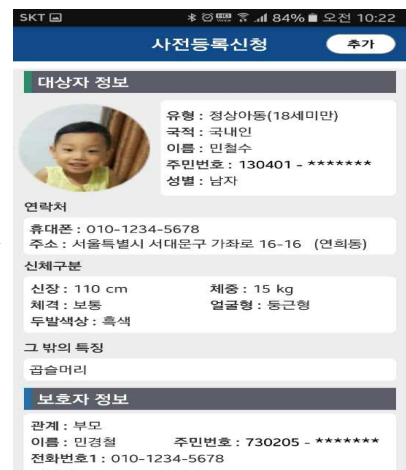 SKT 84% 오전 10:22
사전등록신청 추가
대상자 정보
유형 : 정상아동(18세미만)
국적 : 국내인
이름 : 민철수
주민번호 : 130401 - *******
성별 : 남자
연락처
휴대폰 : 010-1234-5678
주소 : 서울특별시 서대문구 가좌로 16-16 (연희동)
신체구분
신장 : 110 cm 체중 : 15 kg
체격 : 보통 얼굴형 : 둥근형
두발색상 : 흑색
그 밖의 특징
곱슬머리
보호자 정보
관계 : 부모
이름 : 민경철 주민번호 : 730205 - *******
전화번호1 : 010-1234-5678